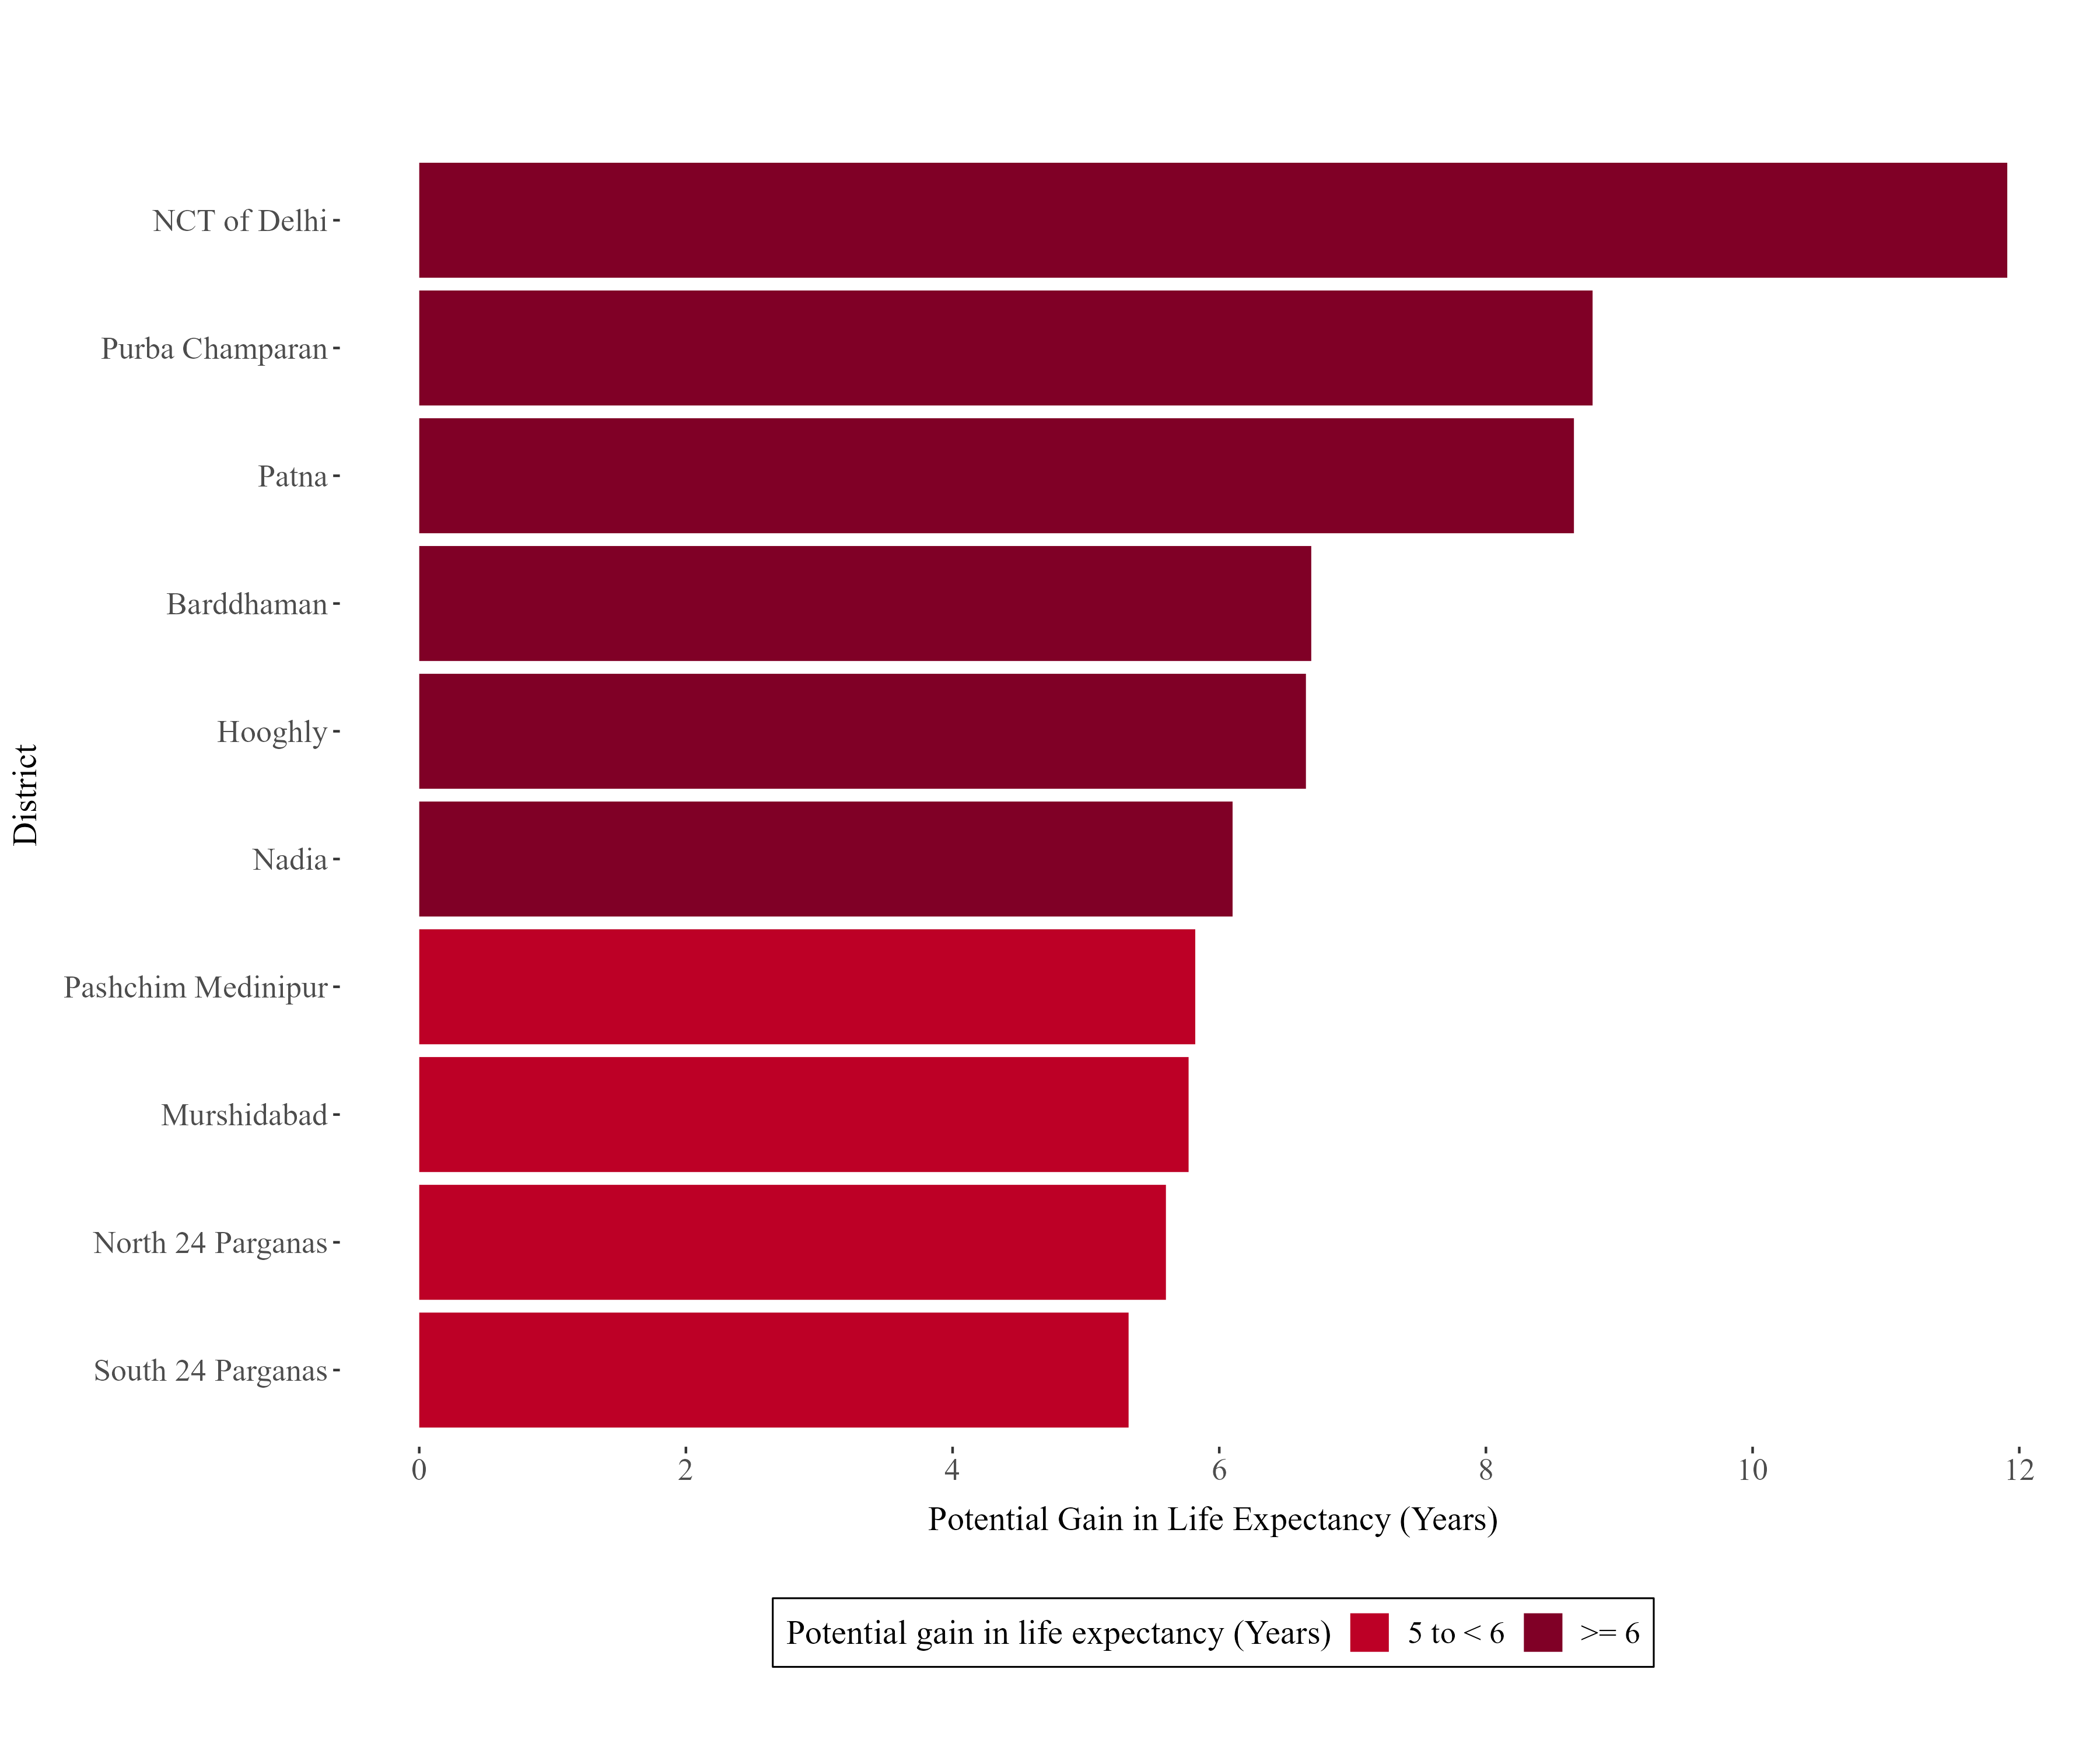 NCT of Delhi
Purba Champaran
Patna
Barddhaman
Hooghly
Nadia
Pashchim Medinipur
Murshidabad
North 24 Parganas
South 24 Parganas
District
0 2 4 6 8 10 12
Potential Gain in Life Expectancy (Years)
Potential gain in life expectancy (Years) 5 to < 6 >= 6